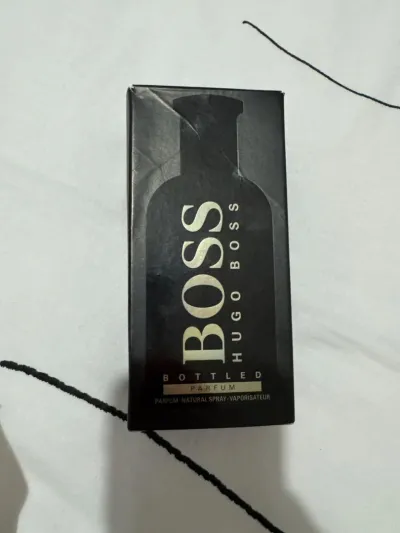 BOSS
HUGO BOSS
BOTTLED
PARFUM
PARFUM NATURAL SPRAY - VAPORISATEUR